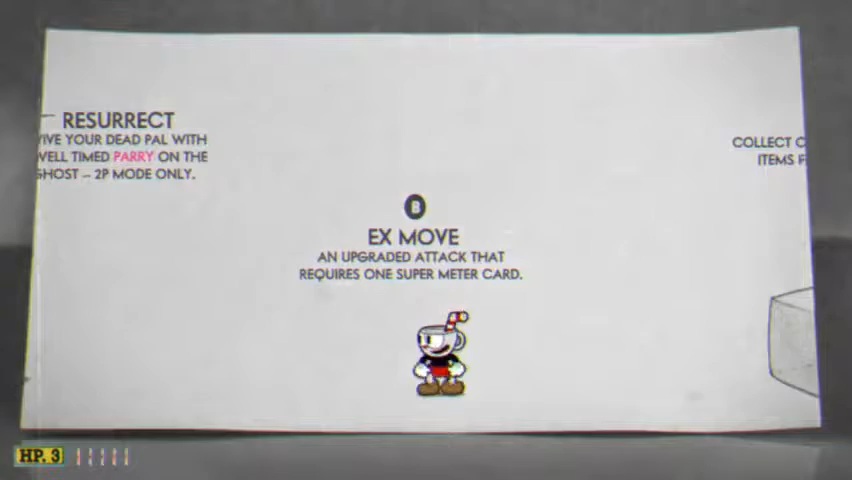 RESURRECT
VIVE YOUR DEAD PAL WITH
WELL TIMED PARRY ON THE
GHOST – 2P MODE ONLY.
COLLECT C
ITEMS F
B
EX MOVE
AN UPGRADED ATTACK THAT
REQUIRES ONE SUPER METER CARD.
HP. 3